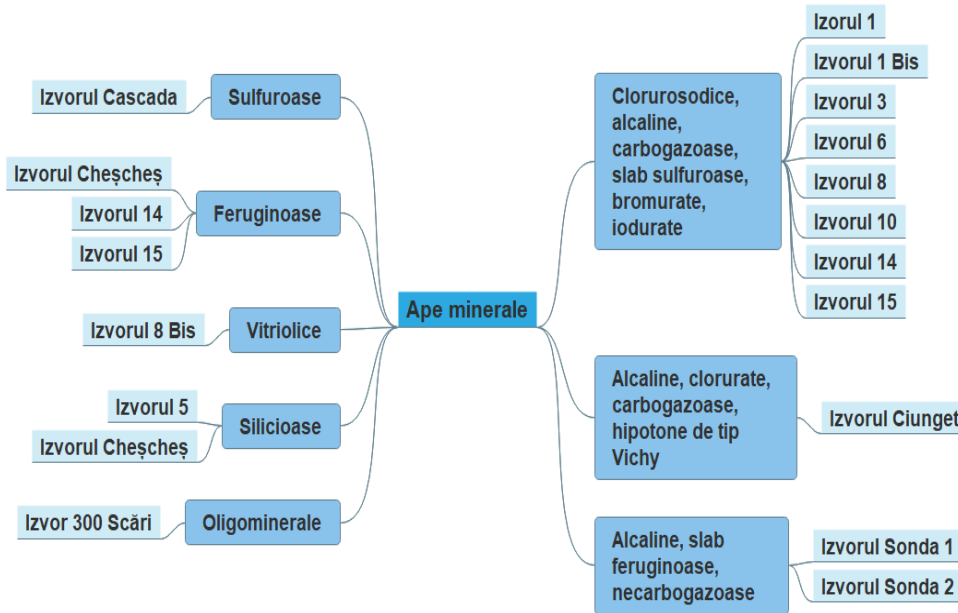 Ape minerale
Sulfuroase
Izvorul Cascada
Feruginoase
Izvorul Cheșcheș
Izvorul 14
Izvorul 15
Vitriolice
Izvorul 8 Bis
Silicioase
Izvorul 5
Izvorul Cheșcheș
Oligominerale
Izvor 300 Scări
Clorurosodice,
alcaline,
carbogazoase,
slab sulfuroase,
bromurate,
iodurate
Izorul 1
Izvorul 1 Bis
Izvorul 3
Izvorul 6
Izvorul 8
Izvorul 10
Izvorul 14
Izvorul 15
Alcaline, clorurate,
carbogazoase,
hipotone de tip
Vichy
Izvorul Ciunget
Alcaline, slab
feruginoase,
necarbogazoase
Izvorul Sonda 1
Izvorul Sonda 2